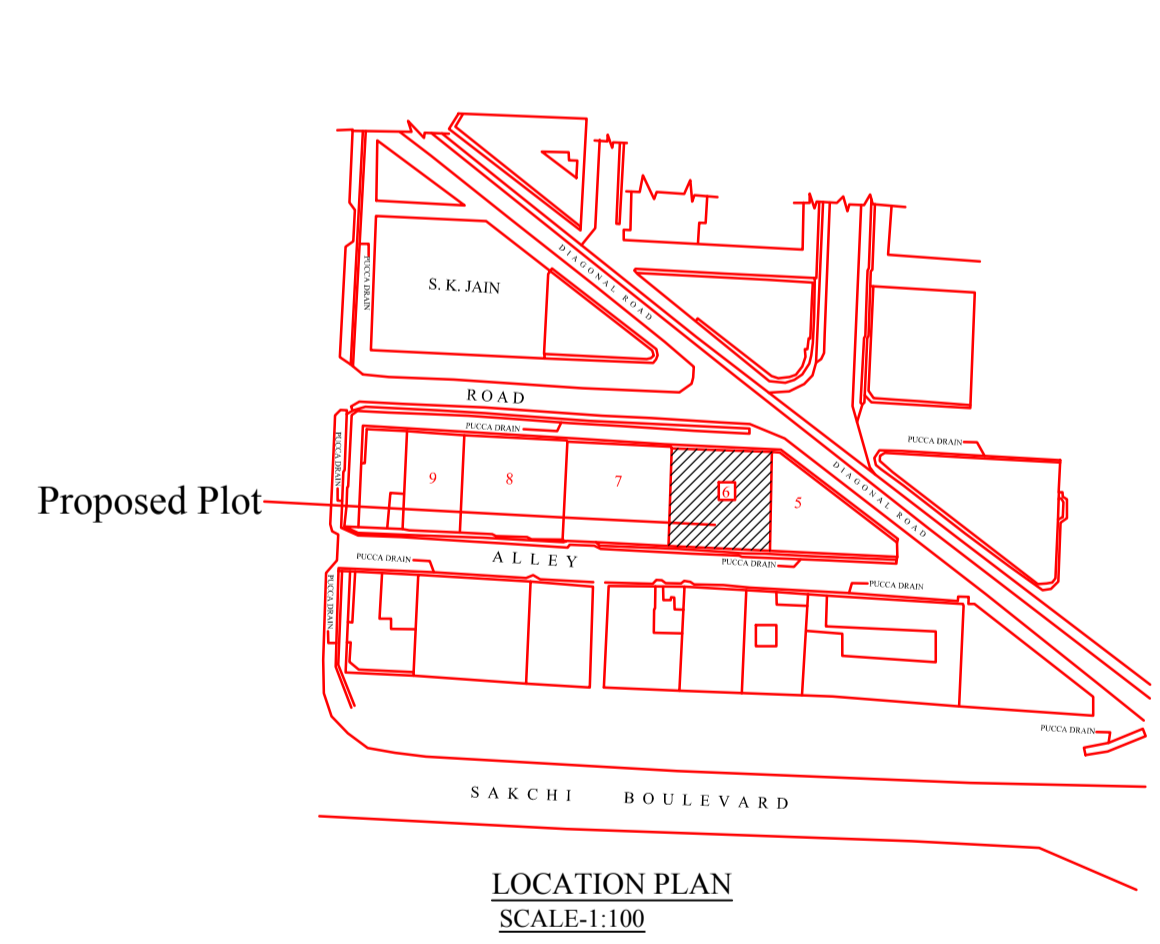 DIAGONAL ROAD
PUCCA DRAIN
S. K. JAIN
ROAD
PUCCA DRAIN
PUCCA DRAIN
PUCCA DRAIN
DIAGONAL ROAD
9
8
7
6
5
Proposed Plot
ALLEY
PUCCA DRAIN
PUCCA DRAIN
PUCCA DRAIN
PUCCA DRAIN
PUCCA DRAIN
SAKCHI BOULEVARD
LOCATION PLAN
SCALE-1:100